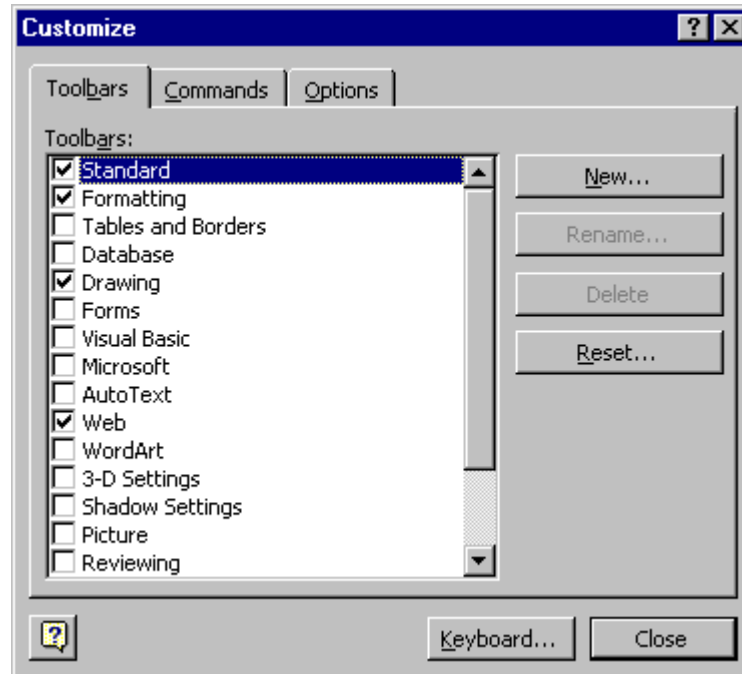 Customize
Toolbars Commands Options
Toolbars:
Standard
Formatting
Tables and Borders
Database
Drawing
Forms
Visual Basic
Microsoft
AutoText
Web
WordArt
3-D Settings
Shadow Settings
Picture
Reviewing
New...
Rename...
Delete
Reset...
Keyboard... Close